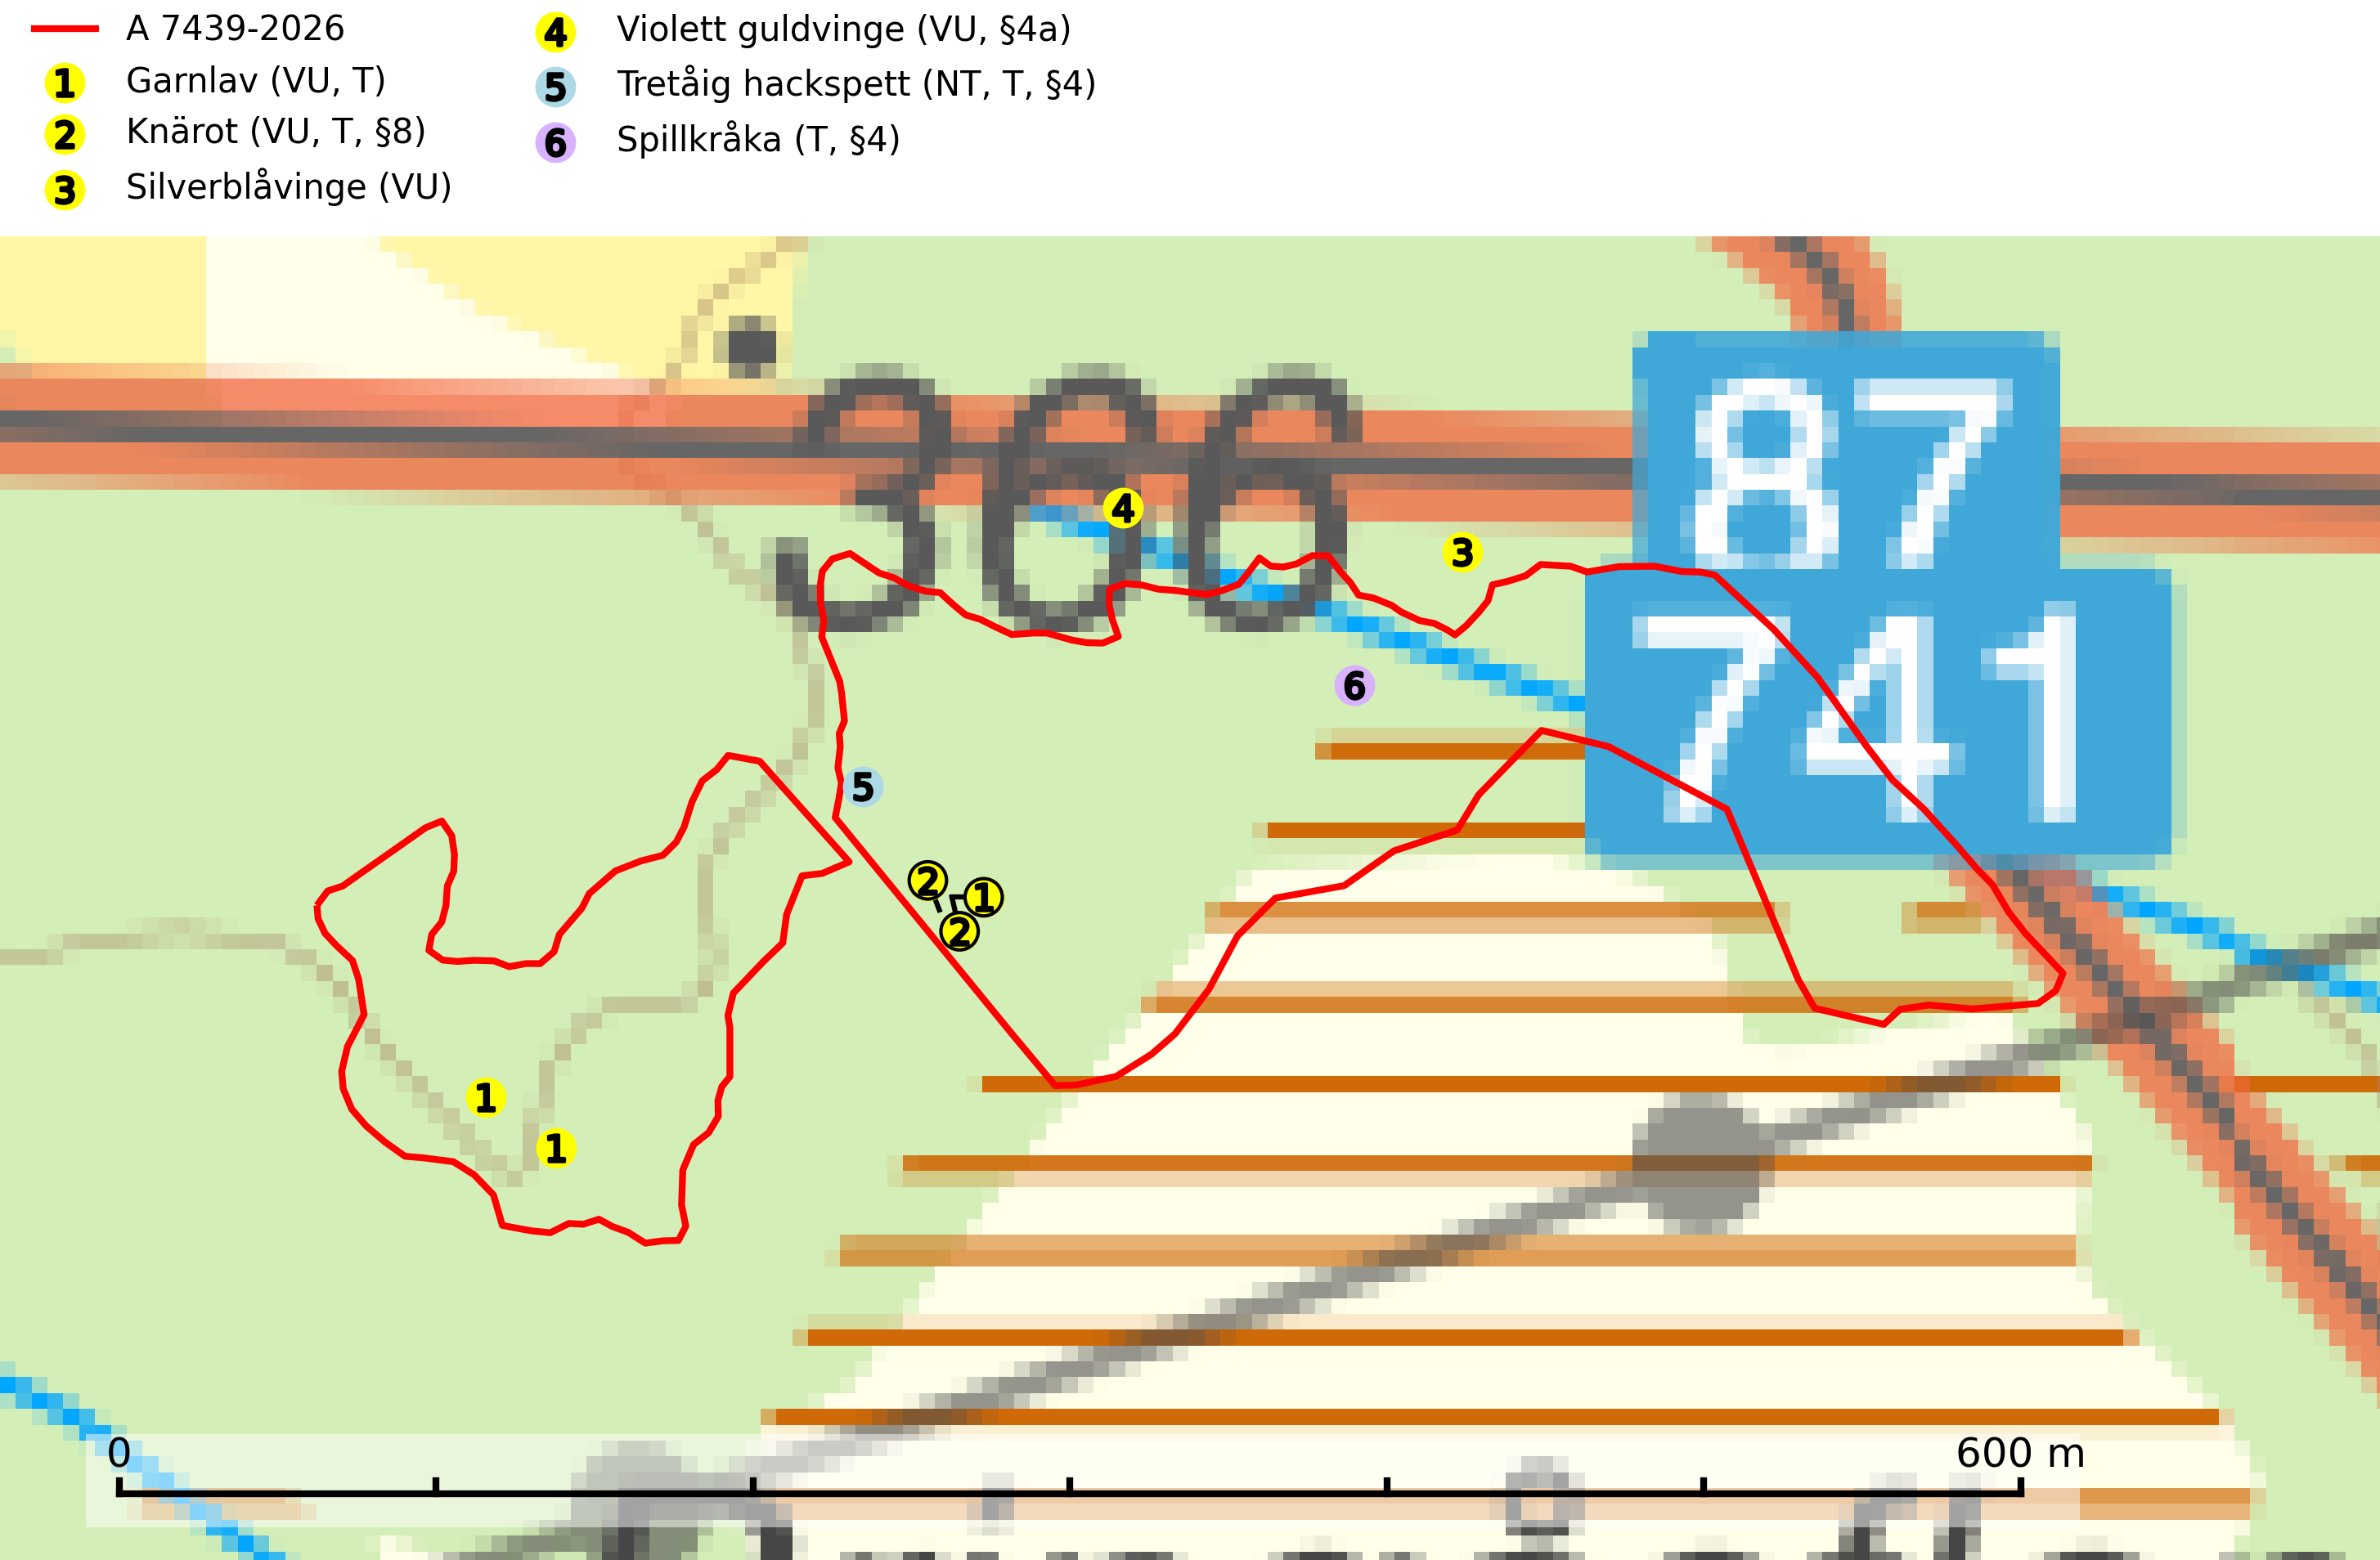 A 7439-2026
1 Garnlav (VU, T)
2 Knärot (VU, T, §8)
3 Silverblåvinge (VU)
4 Violett guldvinge (VU, §4a)
5 Tretåig hackspett (NT, T, §4)
6 Spillkråka (T, §4)
386
87
741
4
3
6
5
2
1
2
1
1
0
600 m